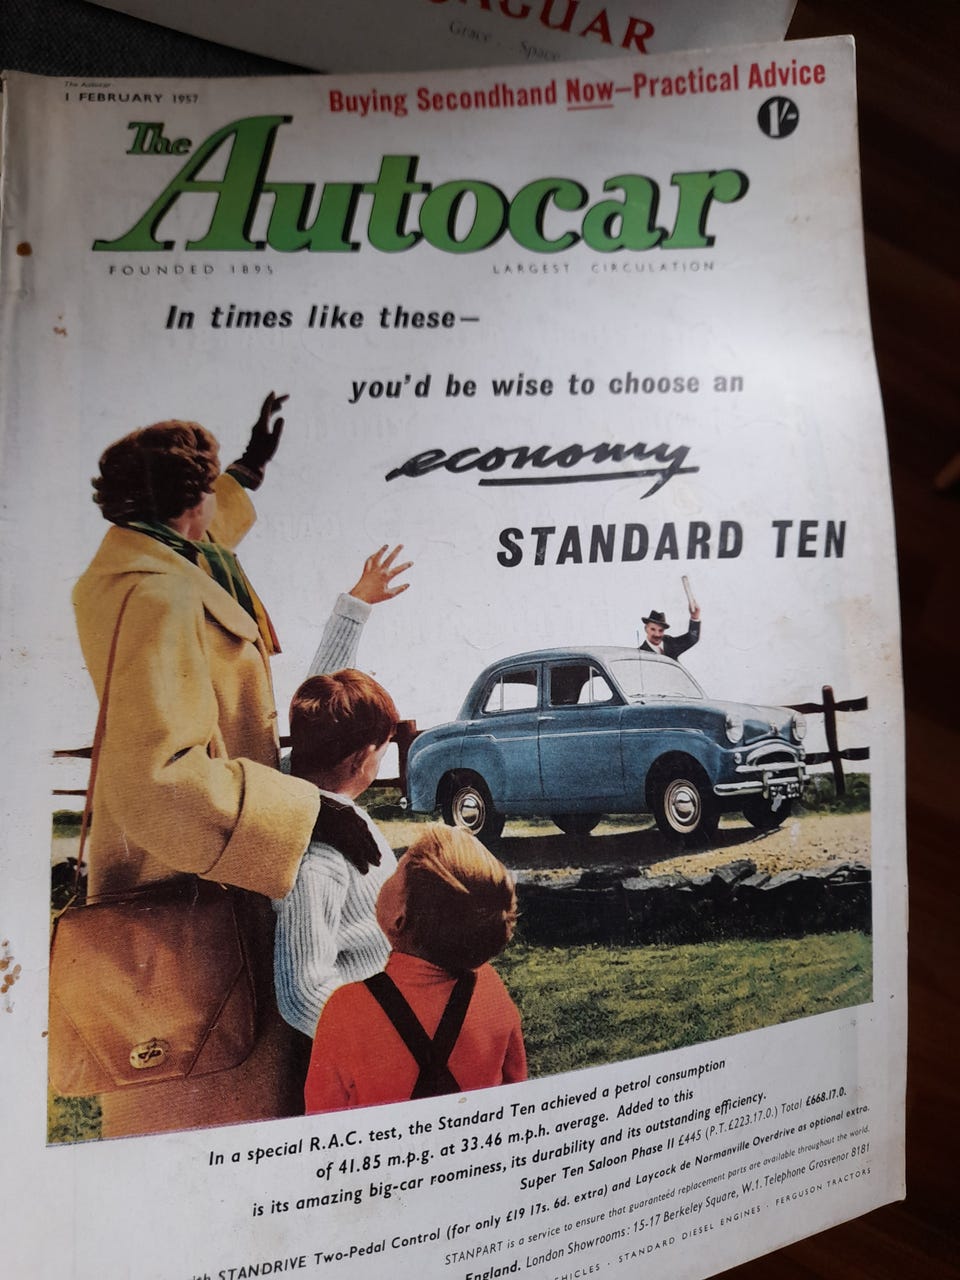 JAGUAR
Grace . . Space
The Autocar
1 FEBRUARY 1957
Buying Secondhand Now—Practical Advice
1/-
The
Autocar
FOUNDED 1895
LARGEST CIRCULATION
In times like these—
you'd be wise to choose an
economy
STANDARD TEN
In a special R.A.C. test, the Standard Ten achieved a petrol consumption
of 41.85 m.p.g. at 33.46 m.p.h. average. Added to this
is its amazing big-car roominess, its durability and its outstanding efficiency.
Super Ten Saloon Phase II £445 (P.T. £223.17.0.) Total £668.17.0.
STANDRIVE Two-Pedal Control (for only £19 17s. 6d. extra) and Laycock de Normanville Overdrive as optional extra.
STANPART is a service to ensure that guaranteed replacement parts are available throughout the world.
England. London Showrooms: 15-17 Berkeley Square, W.1. Telephone Grosvenor 8181
VEHICLES · STANDARD DIESEL ENGINES · FERGUSON TRACTORS